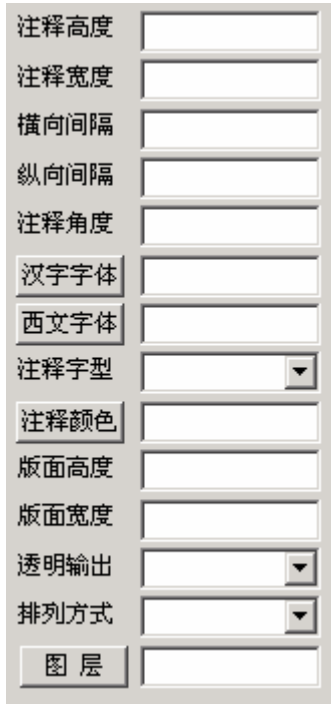 注释高度
注释宽度
横向间隔
纵向间隔
注释角度
汉字字体
西文字体
注释字型
注释颜色
版面高度
版面宽度
透明输出
排列方式
图 层